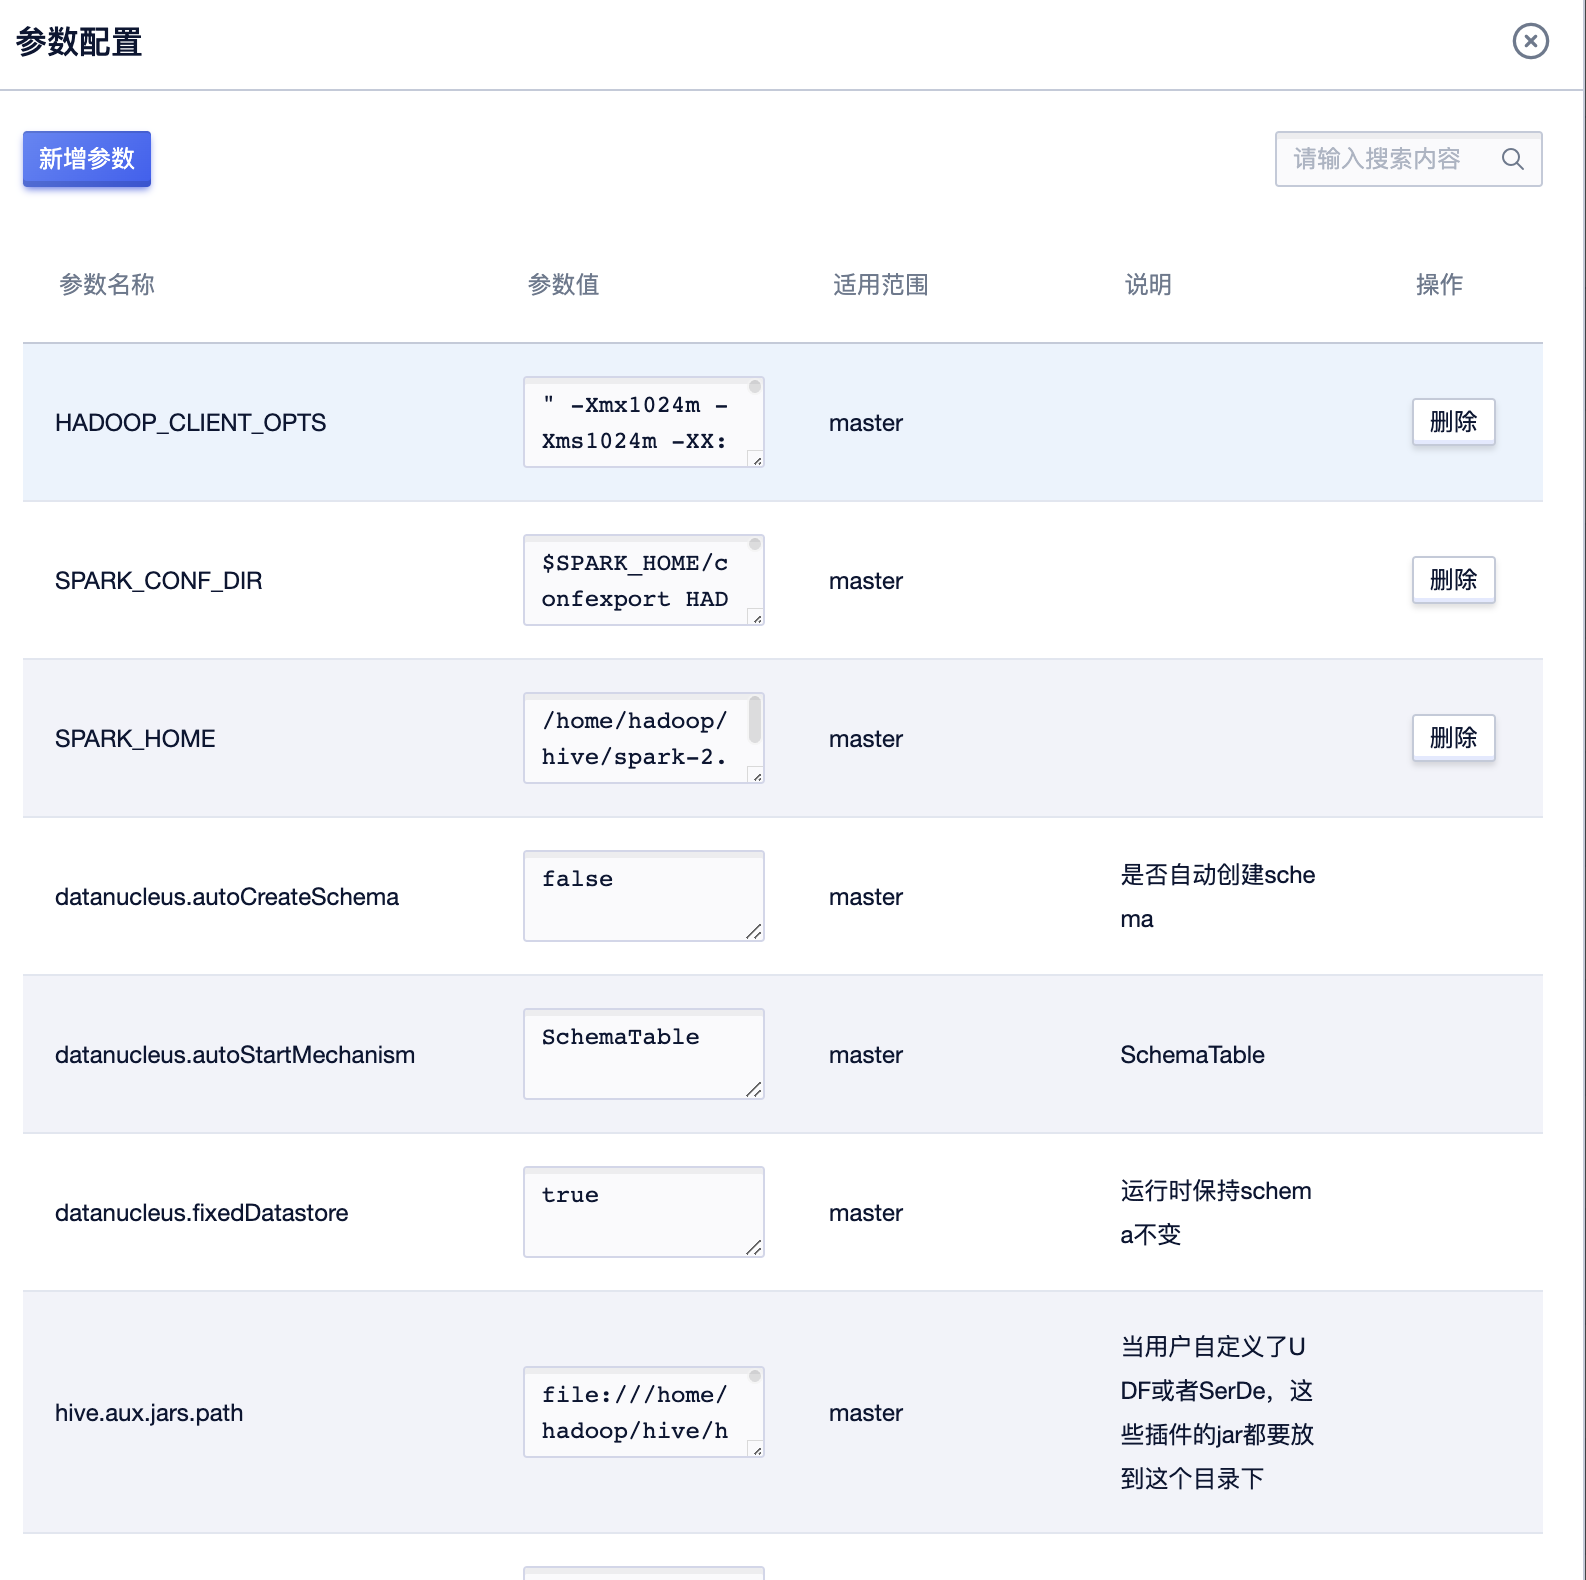 参数配置
新增参数
请输入搜索内容
参数名称 参数值 适用范围 说明 操作
HADOOP_CLIENT_OPTS
" -Xmx1024m -
Xms1024m -XX:
master
删除
SPARK_CONF_DIR
$SPARK_HOME/c
onfexport HAD
master
删除
SPARK_HOME
/home/hadoop/
hive/spark-2.
master
删除
datanucleus.autoCreateSchema
false
master
是否自动创建sche
ma
datanucleus.autoStartMechanism
SchemaTable
master
SchemaTable
datanucleus.fixedDatastore
true
master
运行时保持schem
a不变
hive.aux.jars.path
file:///home/
hadoop/hive/h
master
当用户自定义了U
DF或者SerDe，这
些插件的jar都要放
到这个目录下